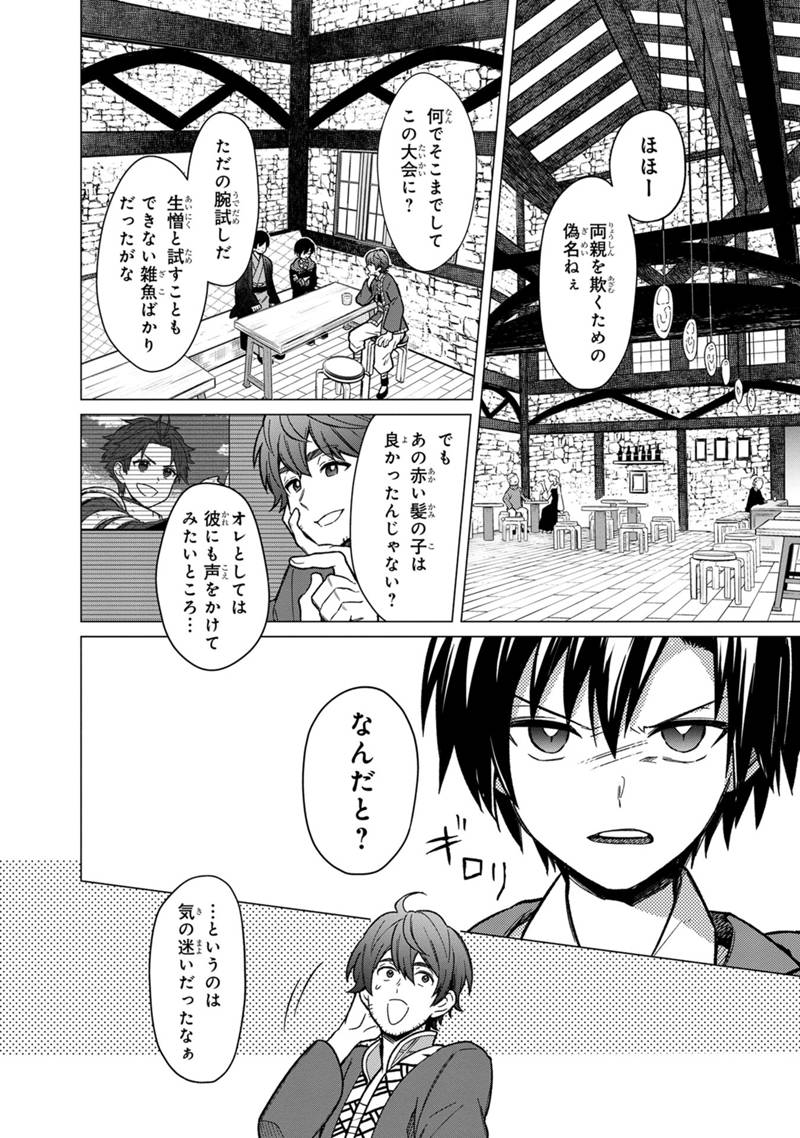 ほほー
両親を欺くための
偽名ねぇ
何でそこまでして
この大会に?
ただの腕試しだ
生憎と試すことも
できない雑魚ばかり
だったがな
でも
あの赤い髪の子は
良かったんじゃない?
オレとしては
彼にも声をかけて
みたいところ…
なんだと?
ギロリ
…というのは
気の迷いだったなぁ